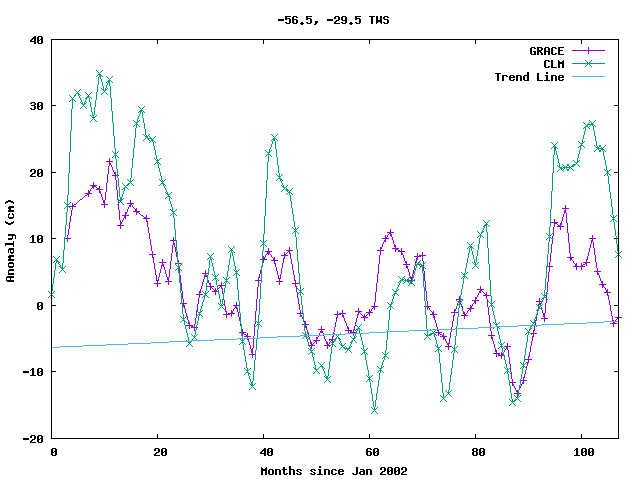 -56.5, -29.5 TWS
GRACE
CLM
Trend Line
40
30
20
10
0
-10
-20
Anomaly (cm)
0 20 40 60 80 100
Months since Jan 2002